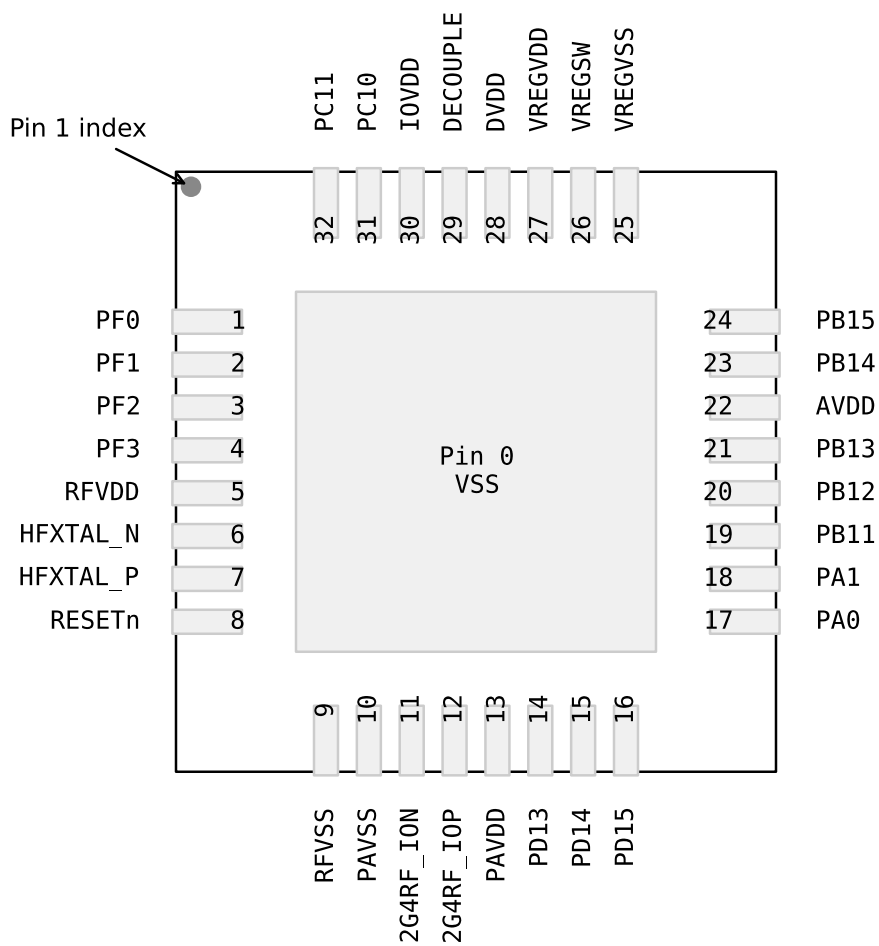 PC11
PC10
IOVDD
DECOUPLE
DVDD
VREGVDD
VREGSW
VREGVSS
Pin 1 index
32
31
30
29
28
27
26
25
PF0 1
PF1 2
PF2 3
PF3 4
RFVDD 5
HFXTAL_N 6
HFXTAL_P 7
RESETn 8
Pin 0
VSS
24 PB15
23 PB14
22 AVDD
21 PB13
20 PB12
19 PB11
18 PA1
17 PA0
9
10
11
12
13
14
15
16
RFVSS
PAVSS
2G4RF_ION
2G4RF_IOP
PAVDD
PD13
PD14
PD15